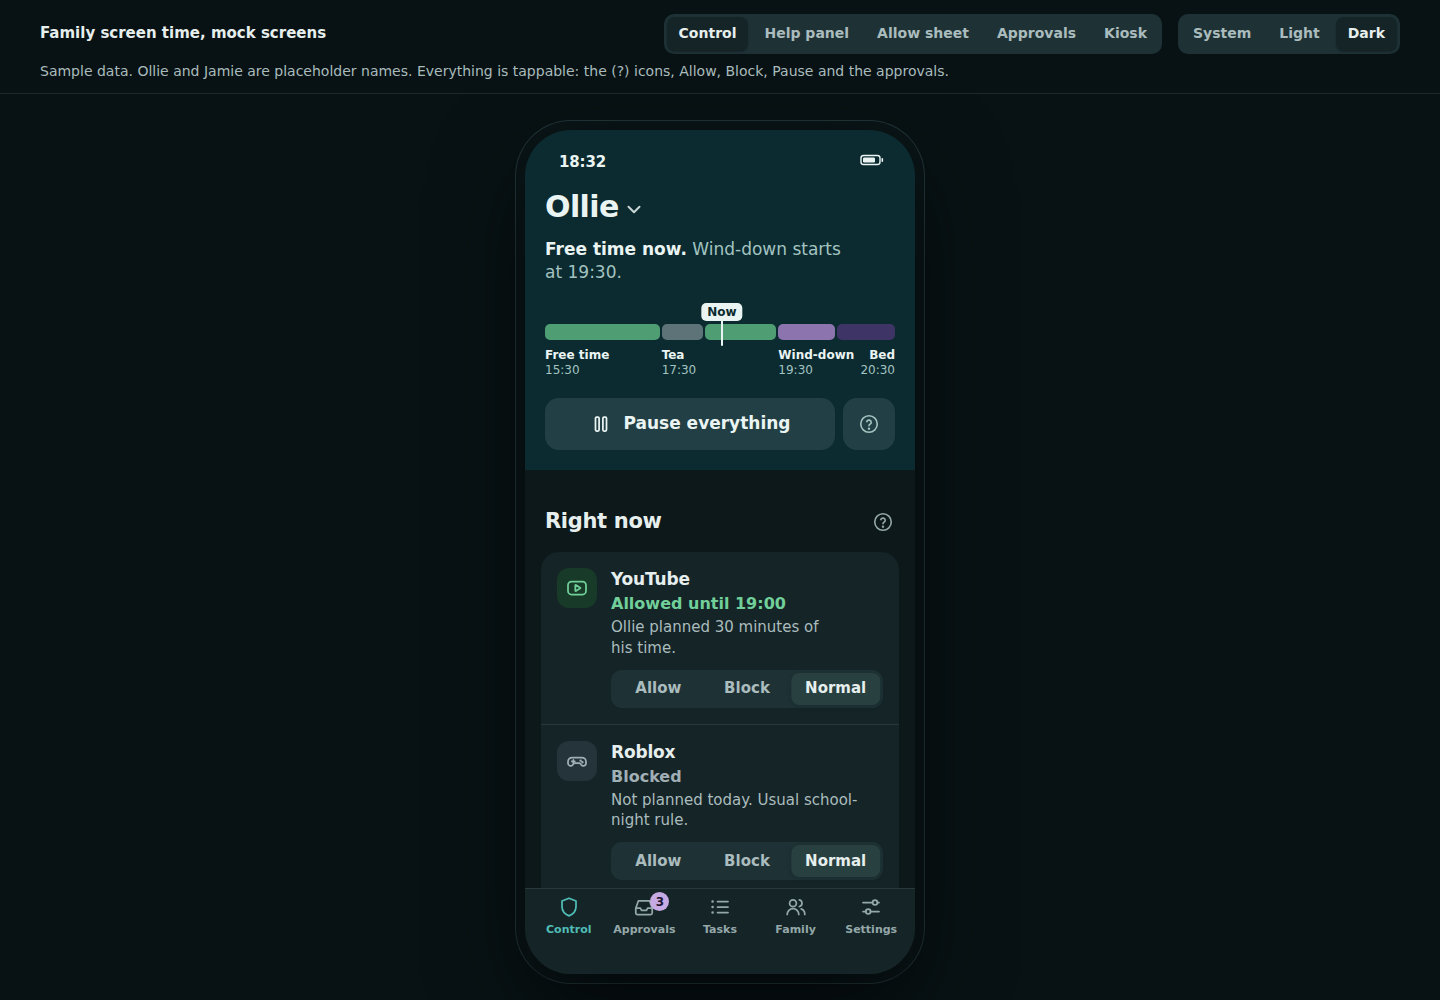 Family screen time, mock screens
Control Help panel Allow sheet Approvals Kiosk
System Light Dark
Sample data. Ollie and Jamie are placeholder names. Everything is tappable: the (?) icons, Allow, Block, Pause and the approvals.
18:32
Ollie
Free time now. Wind-down starts
at 19:30.
Now
Free time Tea Wind-down Bed
15:30 17:30 19:30 20:30
Pause everything
Right now
YouTube
Allowed until 19:00
Ollie planned 30 minutes of
his time.
Allow Block Normal
Roblox
Blocked
Not planned today. Usual school-
night rule.
Allow Block Normal
3
Control Approvals Tasks Family Settings